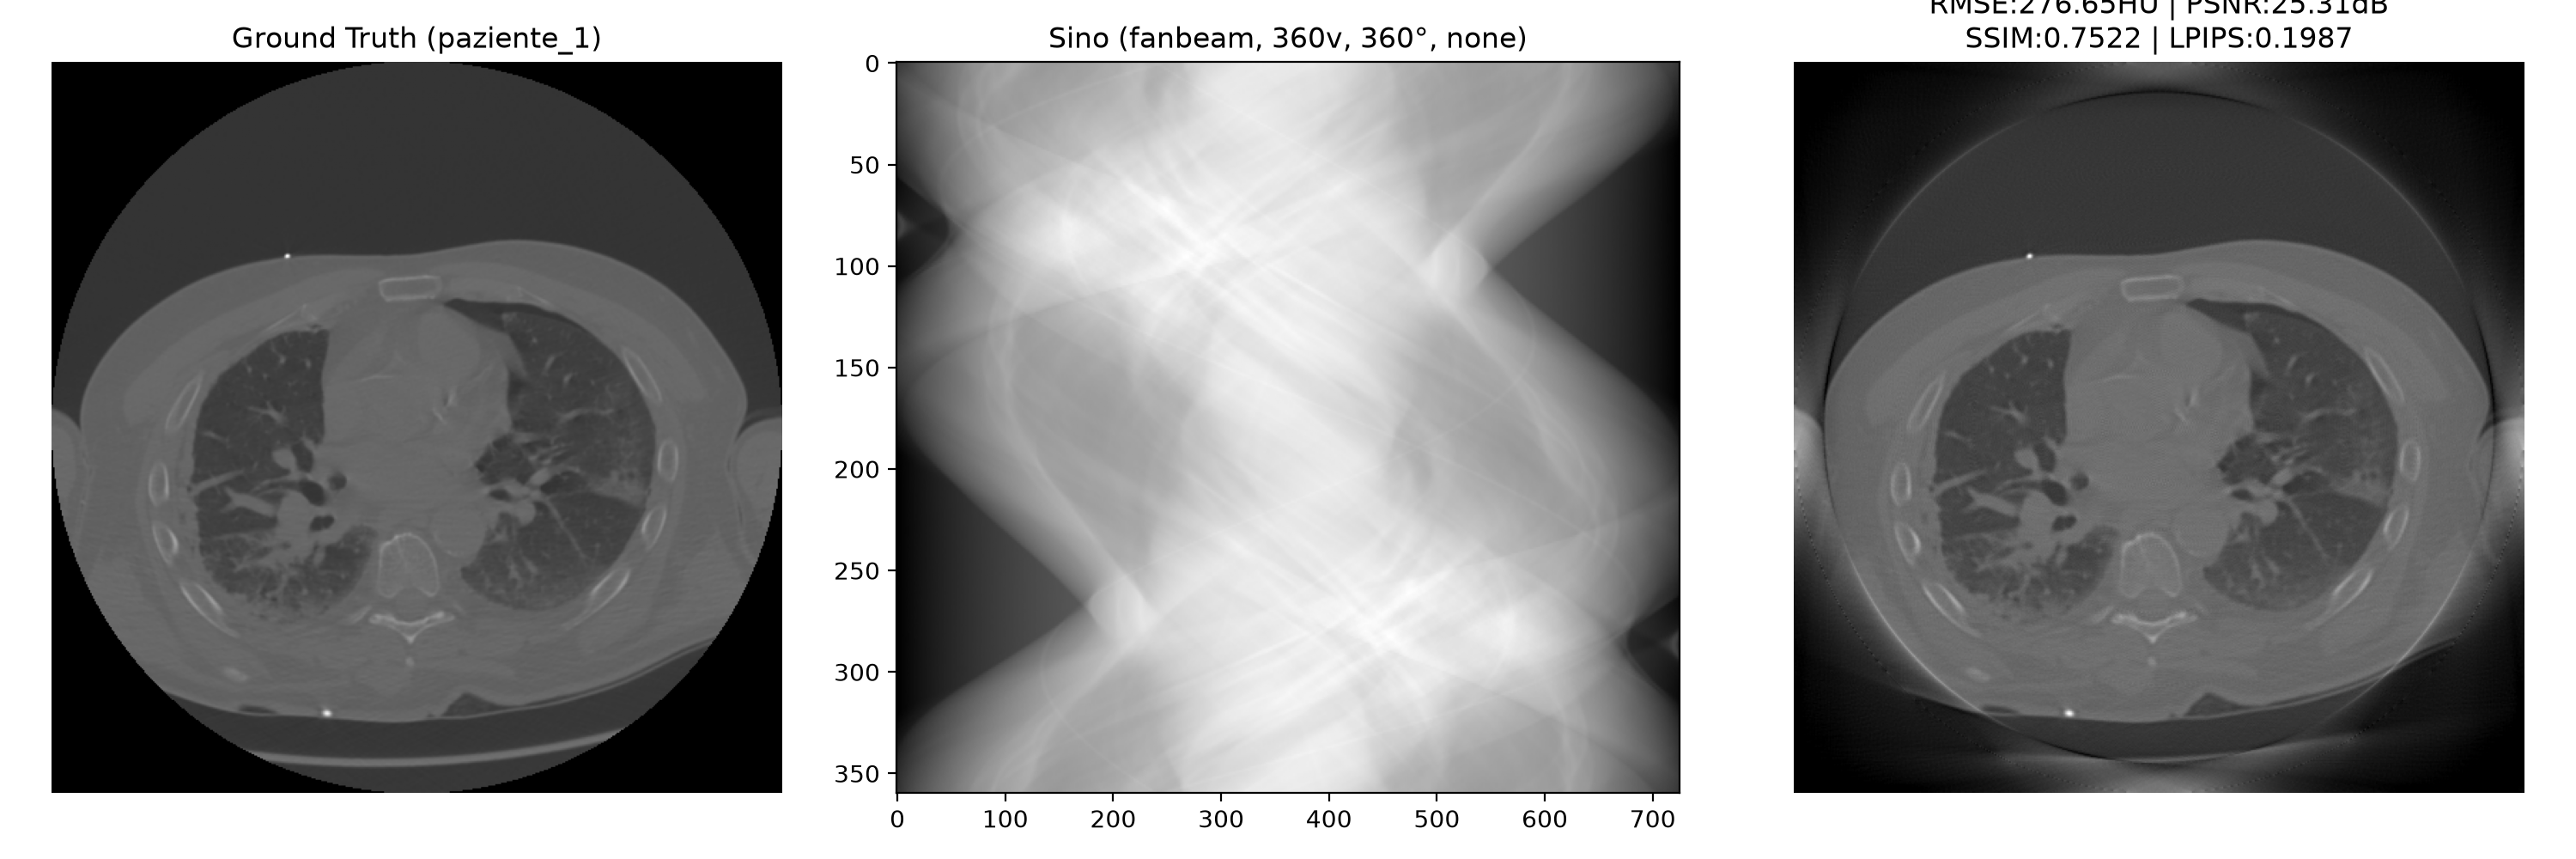 Ground Truth (paziente_1)
Sino (fanbeam, 360v, 360°, none)
RMSE:276.65HU | PSNR:25.31dB
SSIM:0.7522 | LPIPS:0.1987
0
50
100
150
200
250
300
350
0 100 200 300 400 500 600 700